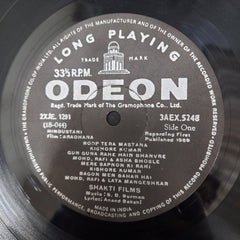 LONG PLAYING
TRADE MARK
33⅓ R.P.M.
ODEON
Regd. Trade Mark of The Gramophone Co., Ltd.
3AEX.5248
HINDUSTANI
Side One
Film: ARADHANA
Recording First
Published 1969
ROOP TERA MASTANA
KISHORE KUMAR
GUN GUNA RAHE HAIN BHANVRE
MOHD. RAFI & ASHA BHOSLE
MERE SAPNON KI RANI
KISHORE KUMAR
BAGON MEN BAHAR HAI
MOHD. RAFI & LATA MANGESHKAR
SHAKTI FILMS
Music: S. D. Burman
Lyrics: Anand Bakshi
MADE IN INDIA